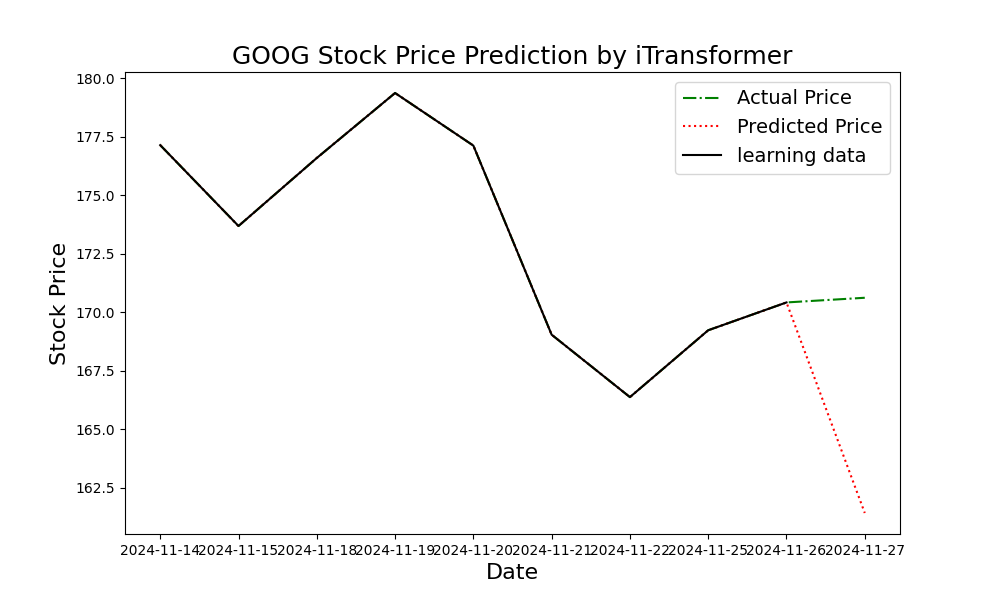 GOOG Stock Price Prediction by iTransformer
180.0
177.5
175.0
172.5
170.0
167.5
165.0
162.5
Stock Price
Actual Price
Predicted Price
learning data
2024-11-14 2024-11-15 2024-11-18 2024-11-19 2024-11-20 2024-11-21 2024-11-22 2024-11-25 2024-11-26 2024-11-27
Date